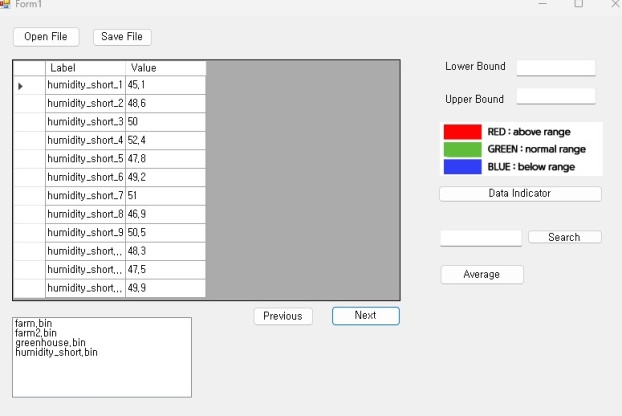 Form1
Open File Save File
Label Value
humidity_short_1 45,1
humidity_short_2 48,6
humidity_short_3 50
humidity_short_4 52,4
humidity_short_5 47,8
humidity_short_6 49,2
humidity_short_7 51
humidity_short_8 46,9
humidity_short_9 50,5
humidity_short... 48,3
humidity_short... 47,5
humidity_short... 49,9
Previous Next
farm,bin
farm2,bin
greenhouse,bin
humidity_short,bin
Lower Bound
Upper Bound
RED : above range
GREEN : normal range
BLUE : below range
Data Indicator
Search
Average